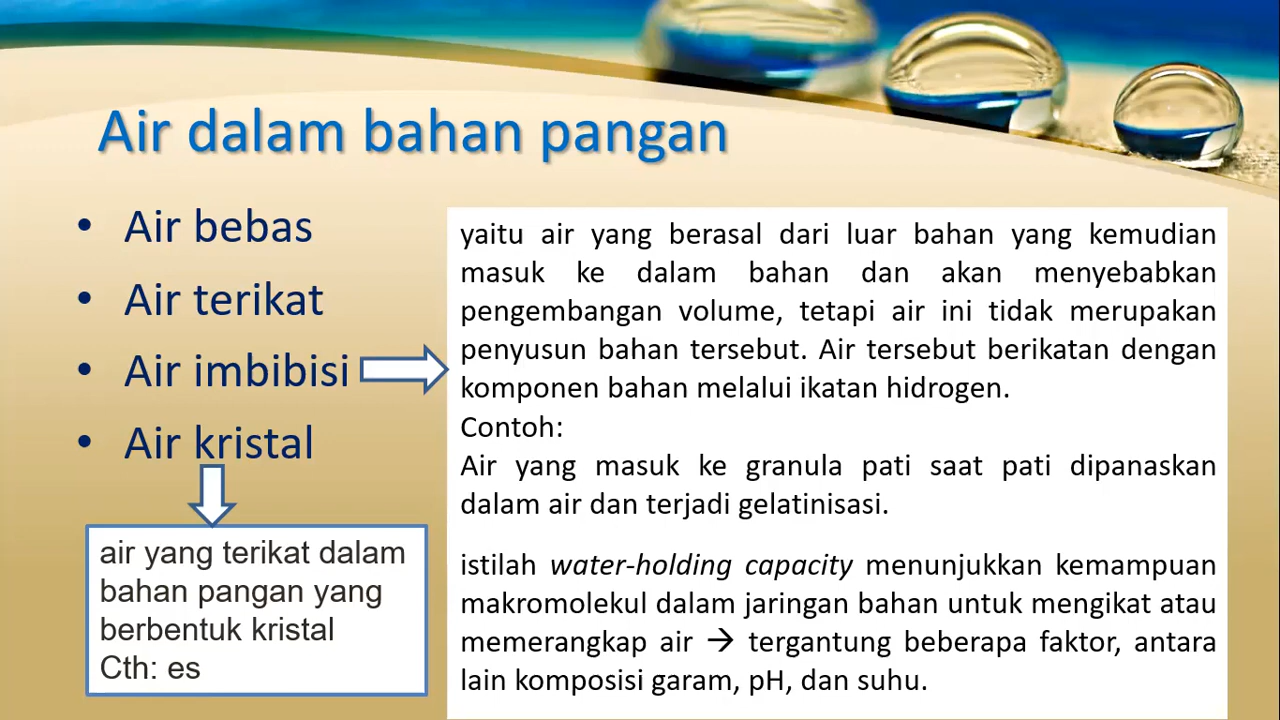 Air dalam bahan pangan
• Air bebas
• Air terikat
• Air imbibisi
• Air kristal
air yang terikat dalam
bahan pangan yang
berbentuk kristal
Cth: es
yaitu air yang berasal dari luar bahan yang kemudian
masuk ke dalam bahan dan akan menyebabkan
pengembangan volume, tetapi air ini tidak merupakan
penyusun bahan tersebut. Air tersebut berikatan dengan
komponen bahan melalui ikatan hidrogen.
Contoh:
Air yang masuk ke granula pati saat pati dipanaskan
dalam air dan terjadi gelatinisasi.
istilah water-holding capacity menunjukkan kemampuan
makromolekul dalam jaringan bahan untuk mengikat atau
memerangkap air → tergantung beberapa faktor, antara
lain komposisi garam, pH, dan suhu.